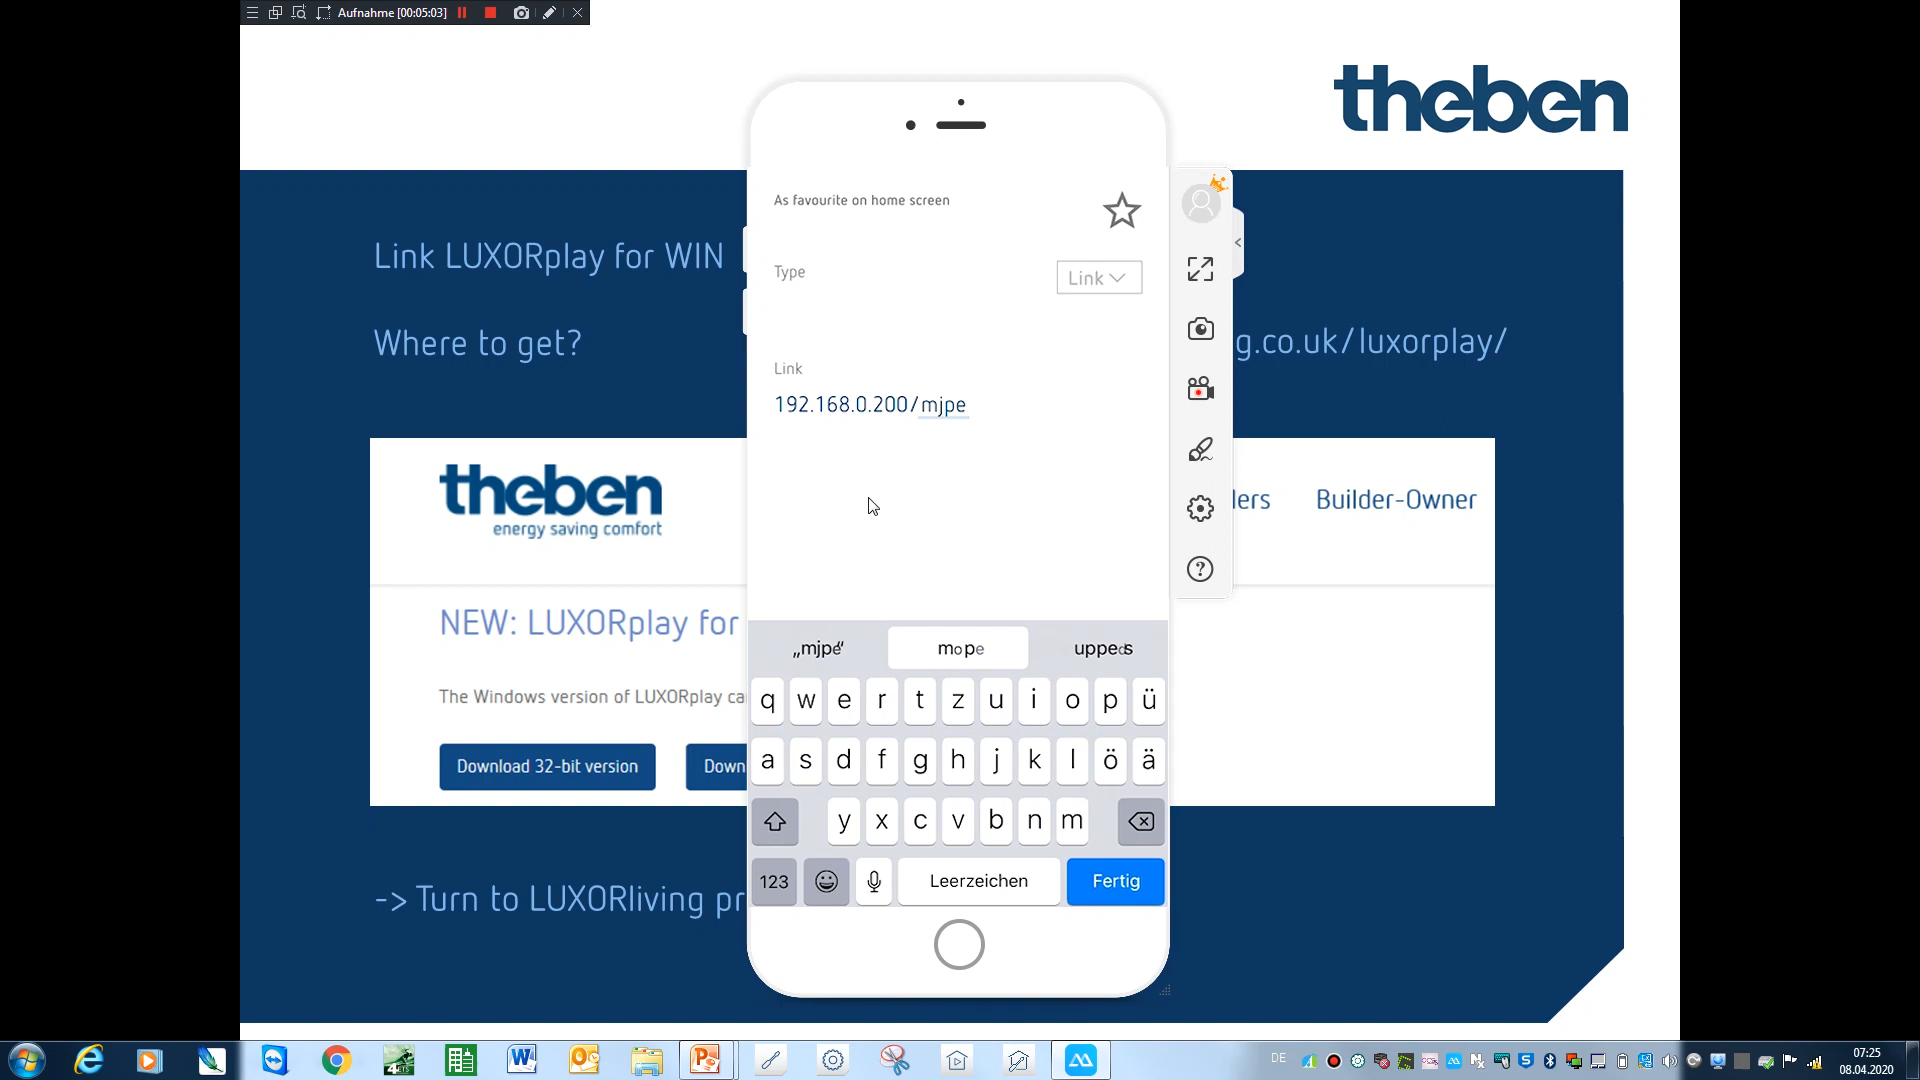 Aufnahme [00:05:03]
theben
Link LUXORplay for WIN
Where to get?
g.co.uk/luxorplay/
theben
energy saving comfort
ders Builder-Owner
NEW: LUXORplay for
The Windows version of LUXORplay ca
Download 32-bit version
Down
-> Turn to LUXORliving pr
As favourite on home screen
Type
Link
Link
192.168.0.200/mjpe
„mjpe“ mope uppeds
q w e r t z u i o p ü
a s d f g h j k l ö ä
y x c v b n m
123 Leerzeichen Fertig
DE
07:25
08.04.2020